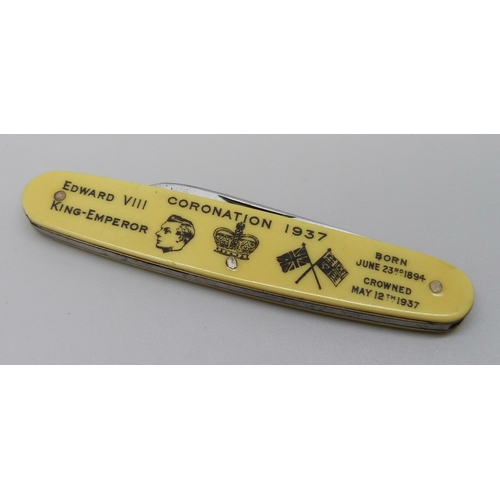 EDWARD VIII CORONATION 1937
KING-EMPEROR
BORN
JUNE 23RD 1894
CROWNED
MAY 12TH 1937